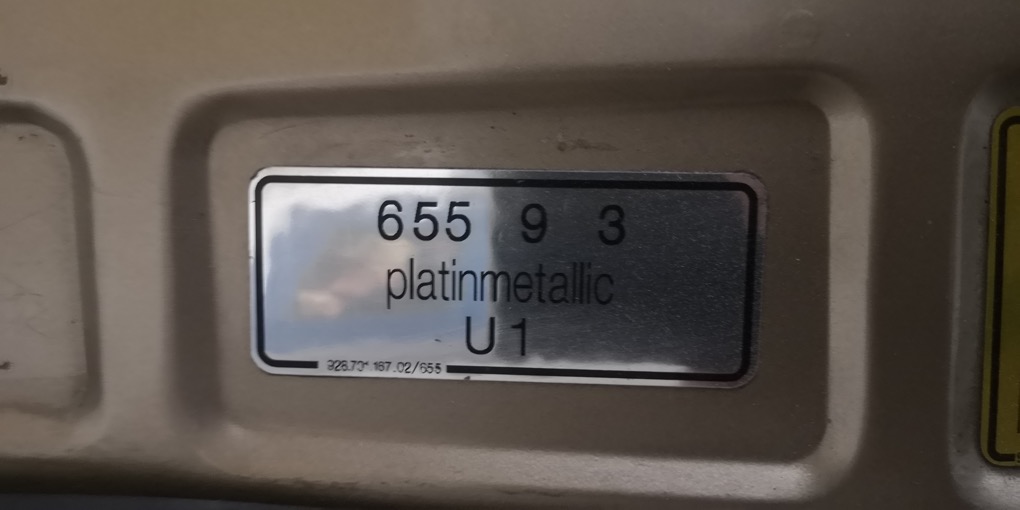 655 9 3
platinmetallic
U1
928.701 167.02/655